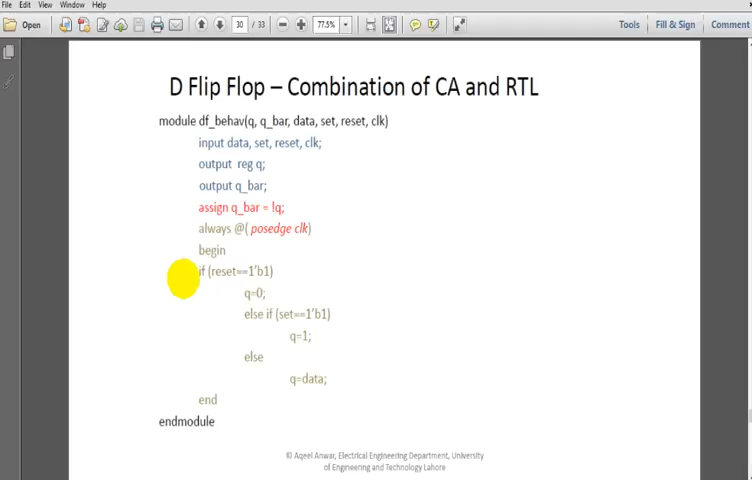 File Edit View Window Help
Open 30 / 33 77.5% Tools Fill & Sign Comment
D Flip Flop – Combination of CA and RTL
module df_behav(q, q_bar, data, set, reset, clk)
input data, set, reset, clk;
output reg q;
output q_bar;
assign q_bar = !q;
always @( posedge clk)
begin
if (reset==1'b1)
q=0;
else if (set==1'b1)
q=1;
else
q=data;
end
endmodule
© Aqeel Anwar, Electrical Engineering Department, University
of Engineering and Technology Lahore